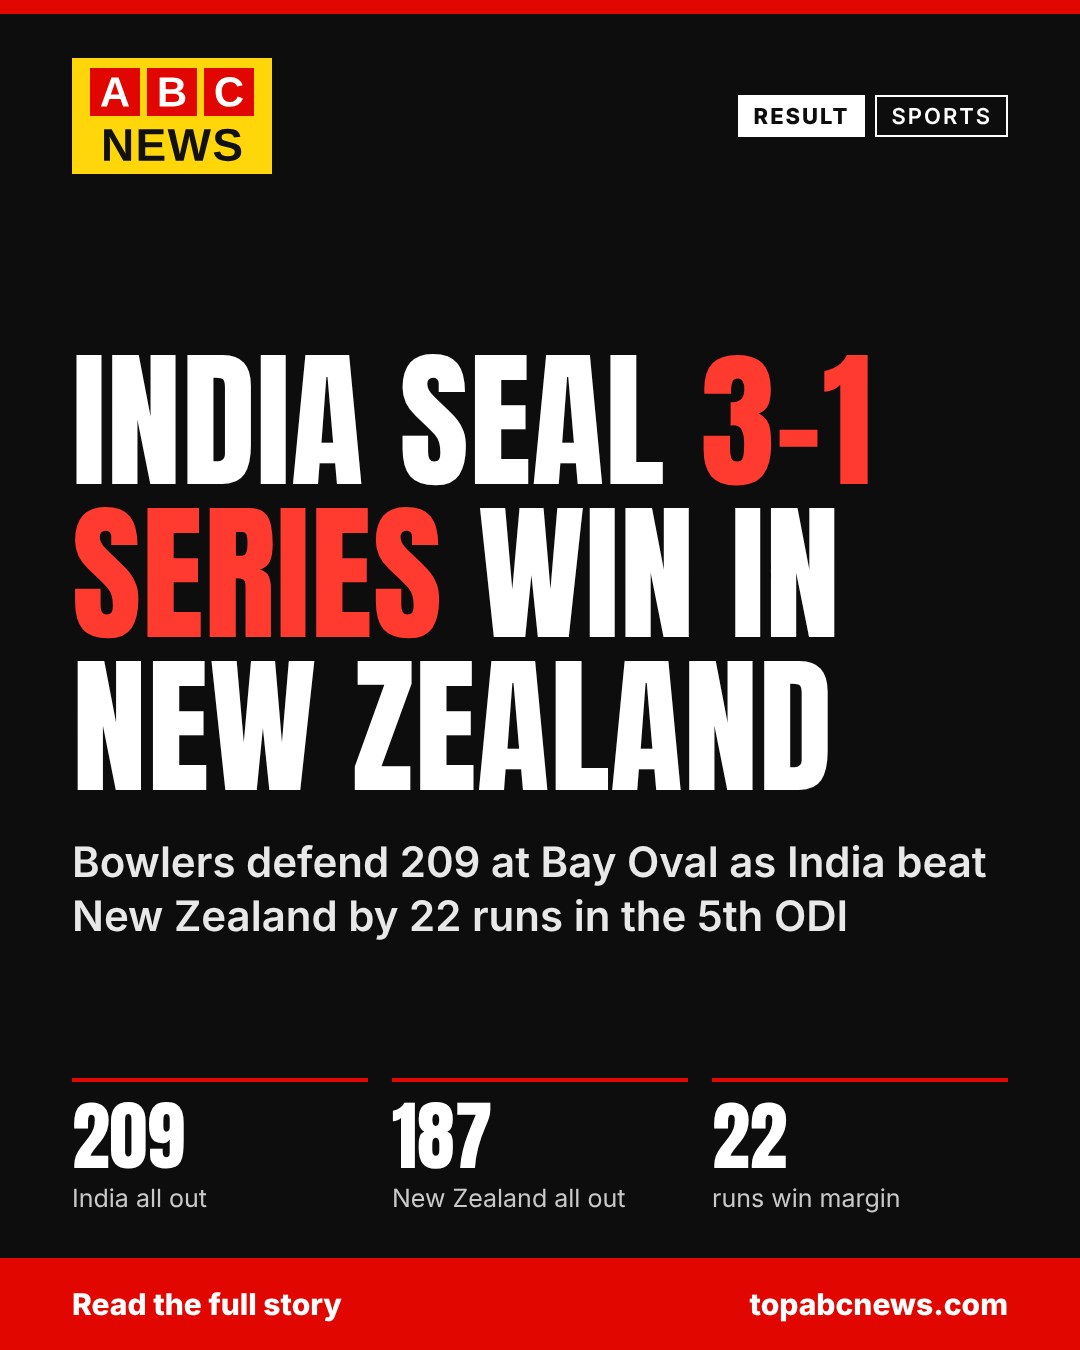 ABC
NEWS
RESULT SPORTS
INDIA SEAL 3-1
SERIES WIN IN
NEW ZEALAND
Bowlers defend 209 at Bay Oval as India beat
New Zealand by 22 runs in the 5th ODI
209 187 22
India all out New Zealand all out runs win margin
Read the full story topabcnews.com